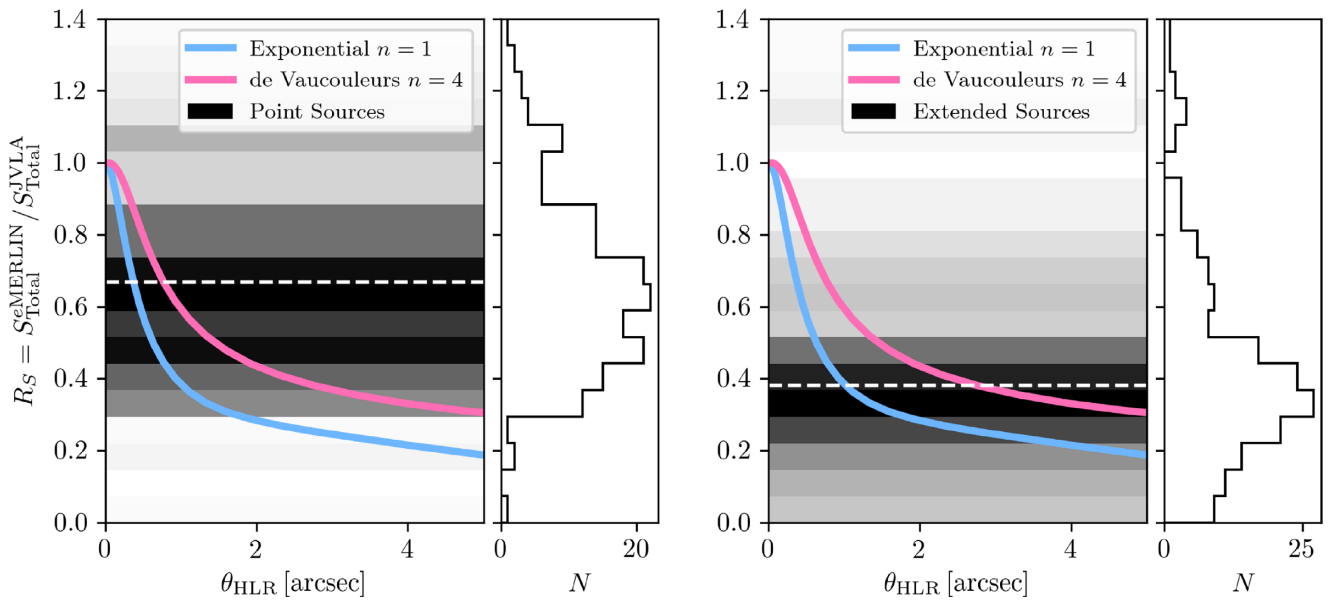 R_S = S_Total^eMERLIN / S_Total^JVLA
1.4
1.2
1.0
0.8
0.6
0.4
0.2
0.0
Exponential n = 1
de Vaucouleurs n = 4
Point Sources
0 2 4
θ_HLR [arcsec]
0 20
N
1.4
1.2
1.0
0.8
0.6
0.4
0.2
0.0
Exponential n = 1
de Vaucouleurs n = 4
Extended Sources
0 2 4
θ_HLR [arcsec]
0 25
N